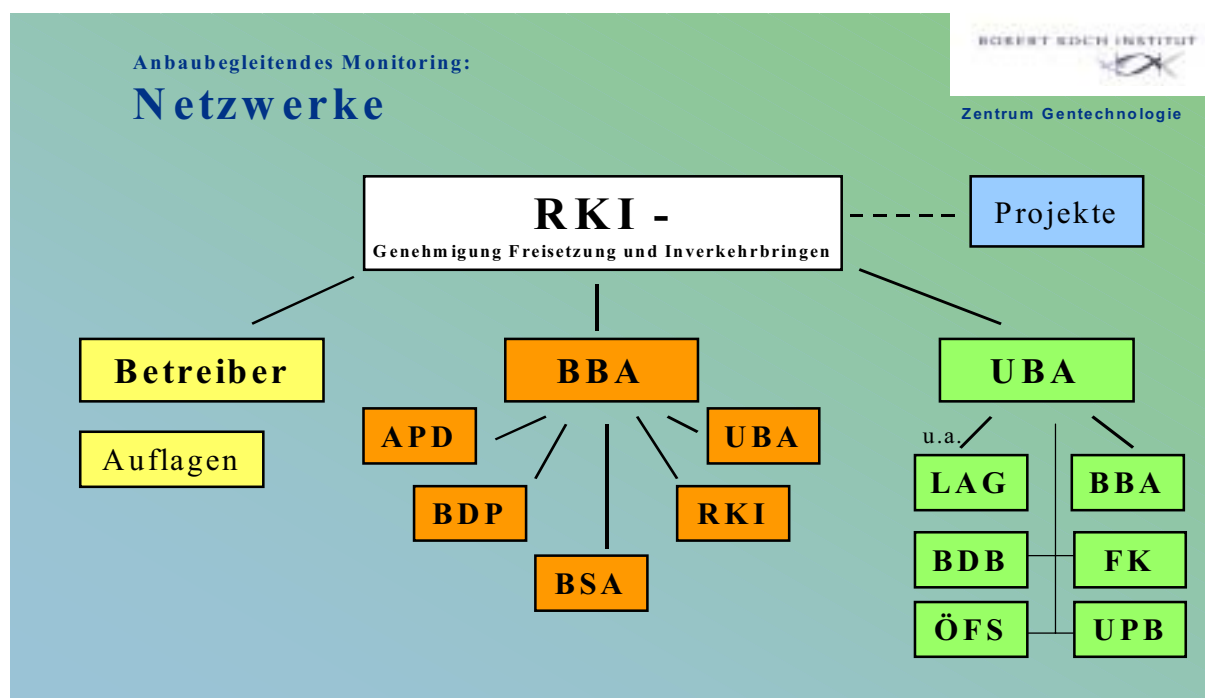 Anbaubegleitendes Monitoring:
Netzwerke
ROBERT KOCH INSTITUT
Zentrum Gentechnologie
RKI -
Genehmigung Freisetzung und Inverkehrbringen
Projekte
Betreiber
Auflagen
BBA
APD
UBA
BDP
RKI
BSA
UBA
u.a.
LAG
BBA
BDB
FK
ÖFS
UPB